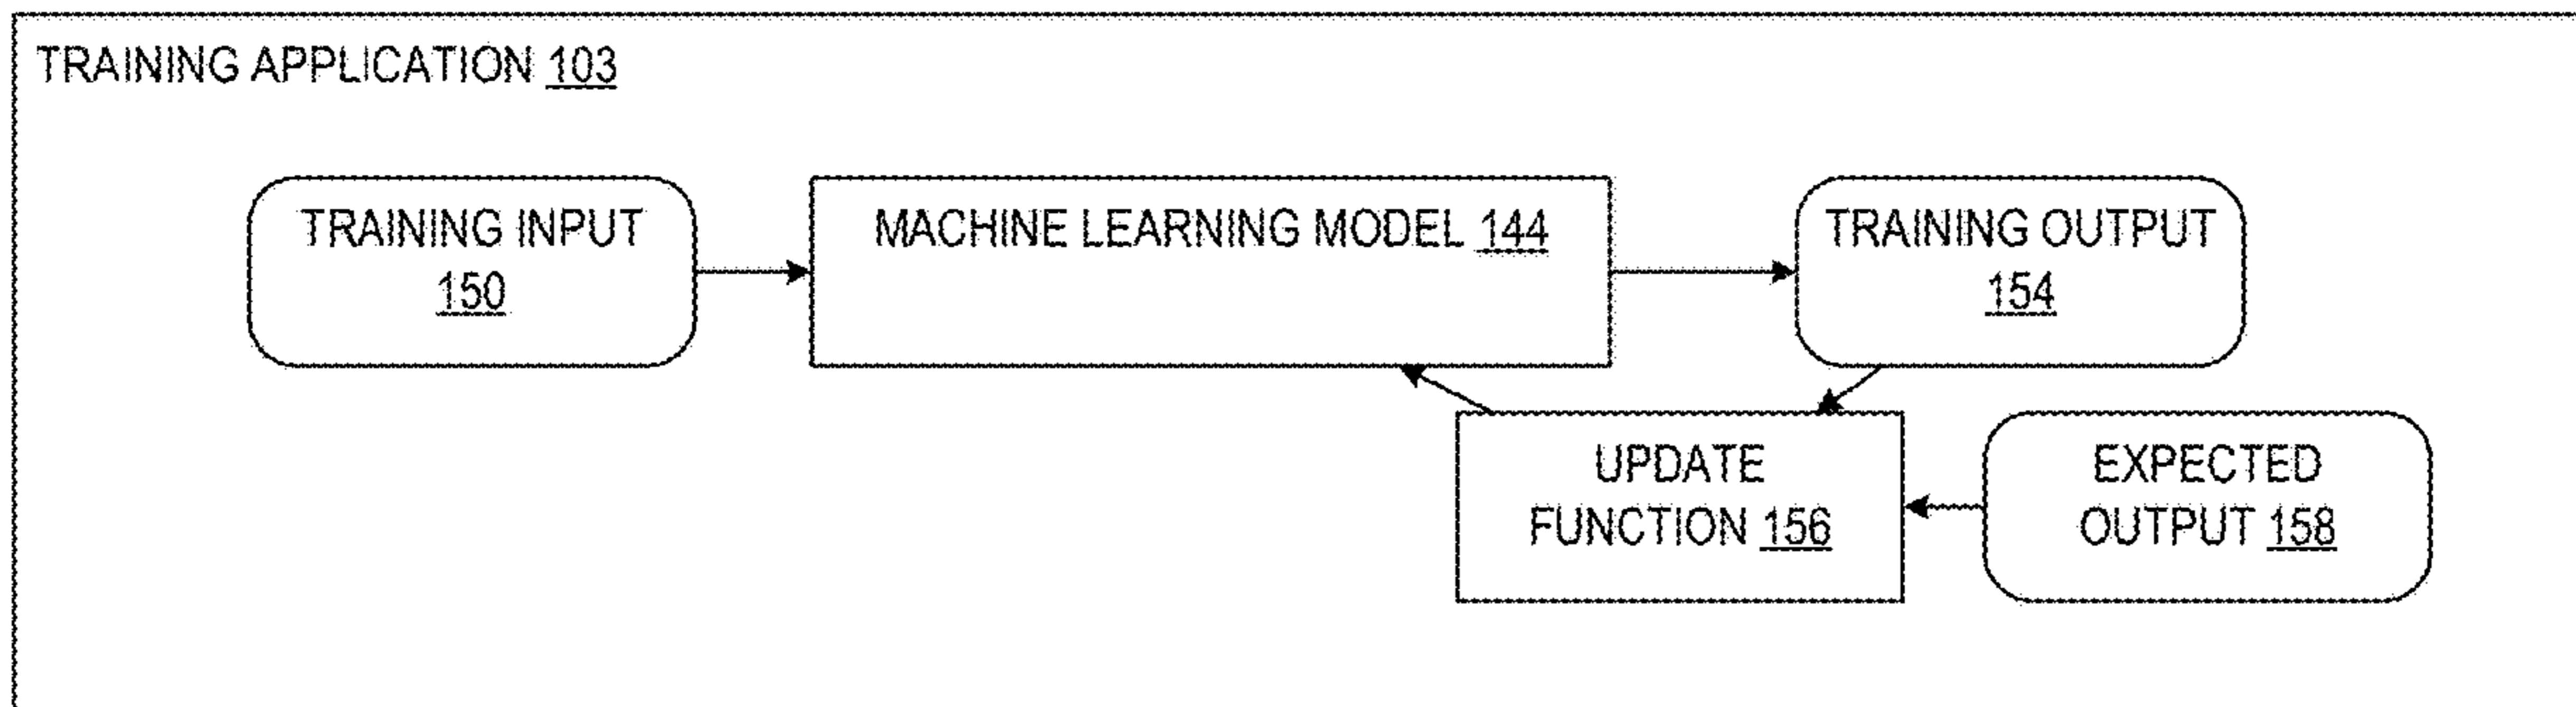 TRAINING APPLICATION 103
TRAINING INPUT
150
MACHINE LEARNING MODEL 144
TRAINING OUTPUT
154
UPDATE
FUNCTION 156
EXPECTED
OUTPUT 158